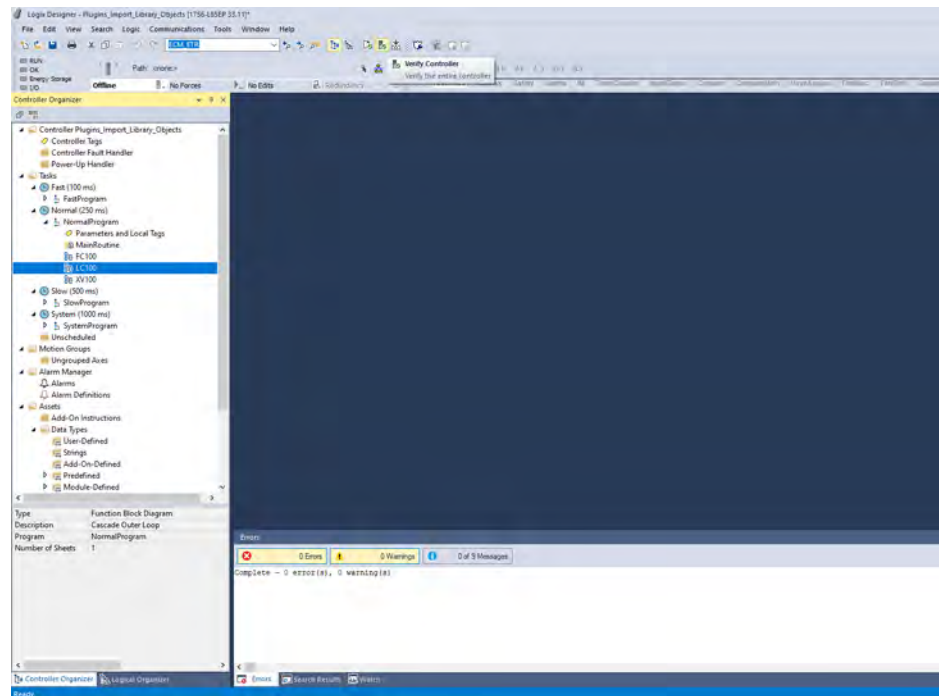 Logix Designer - Plugins_Import_Library_Objects [1756-L85EP 33.11]*
File Edit View Search Logic Communications Tools Window Help
RUN
OK
Energy Storage
I/O
Path: <none>
Offline
No Forces
No Edits
Redundancy
Verify Controller
Verify the entire controller
Controller Organizer
Controller Plugins_Import_Library_Objects
Controller Tags
Controller Fault Handler
Power-Up Handler
Tasks
Fast (100 ms)
FastProgram
Normal (250 ms)
NormalProgram
Parameters and Local Tags
MainRoutine
FC100
LC100
XV100
Slow (500 ms)
SlowProgram
System (1000 ms)
SystemProgram
Unscheduled
Motion Groups
Ungrouped Axes
Alarm Manager
Alarms
Alarm Definitions
Assets
Add-On Instructions
Data Types
User-Defined
Strings
Add-On-Defined
Predefined
Module-Defined
Type Function Block Diagram
Description Cascade Outer Loop
Program NormalProgram
Number of Sheets 1
Errors
0 Errors
0 Warnings
0 of 9 Messages
Complete - 0 error(s), 0 warning(s)
Controller Organizer
Logical Organizer
Errors
Search Results
Watch
Ready